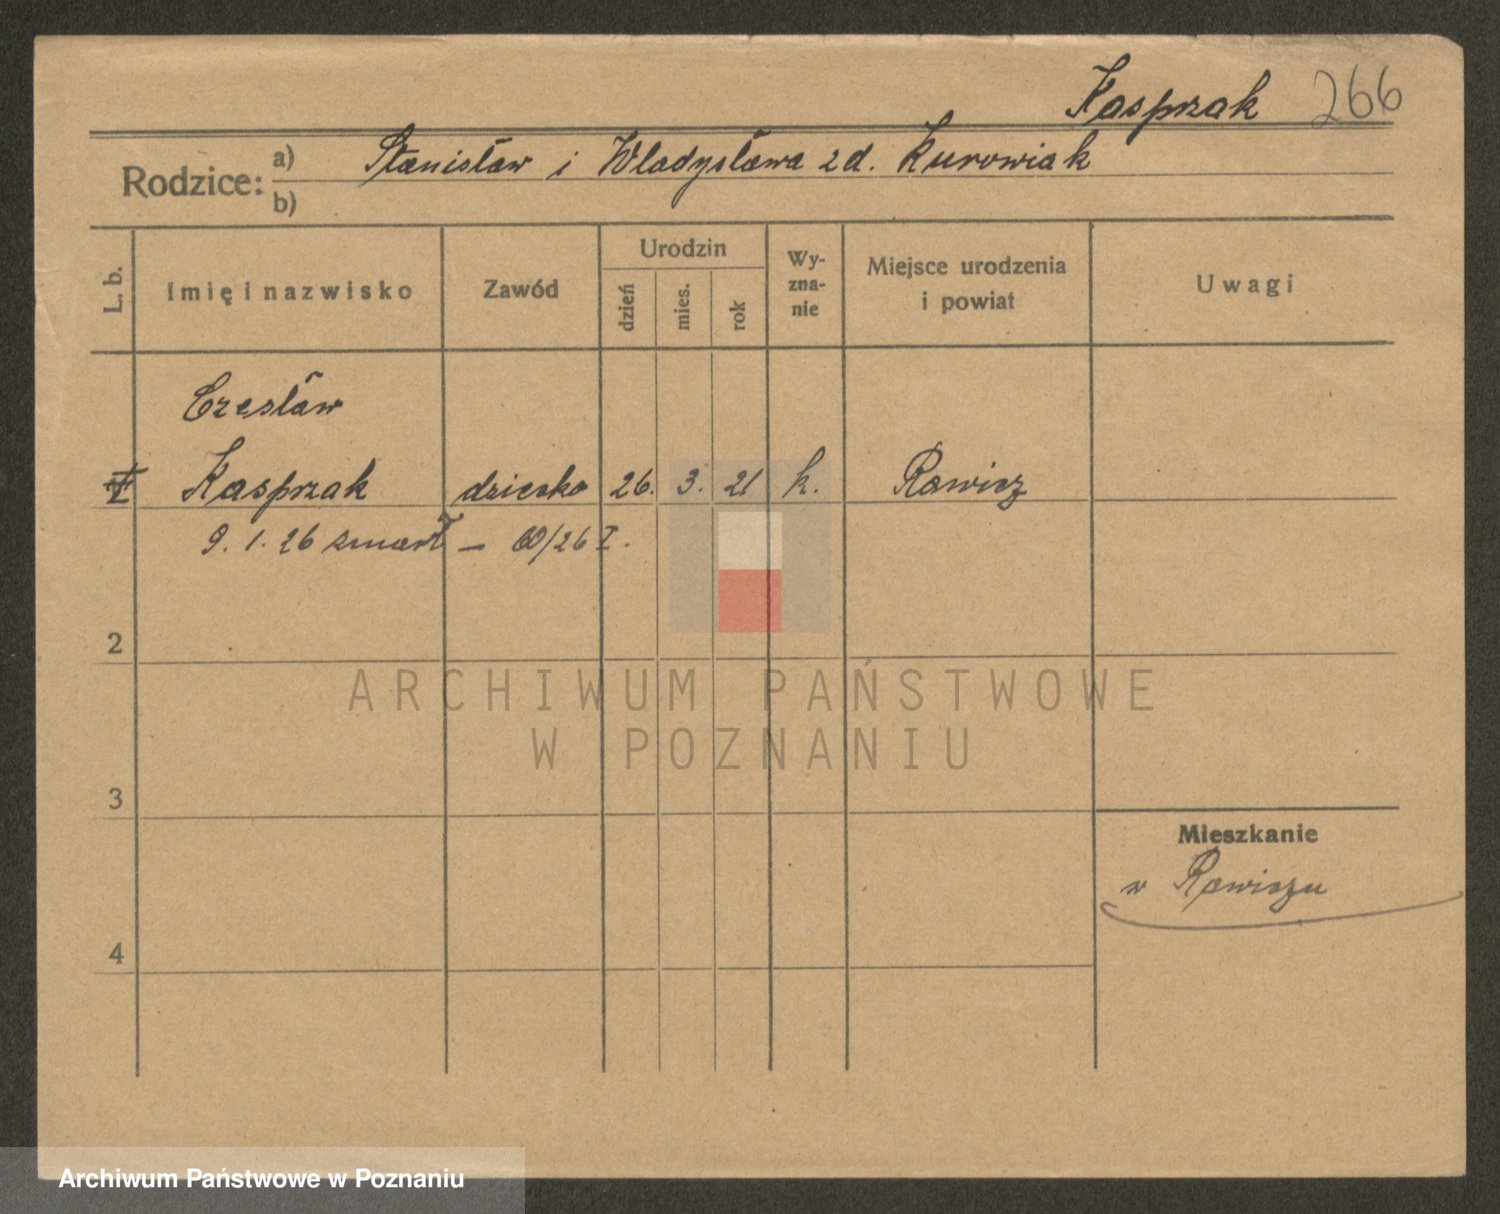 Kasprzak 266
Rodzice: a) Stanisław i Władysława zd. Kurowiak
b)
L. b. Imię i nazwisko Zawód Urodzin dzień mies. rok Wy-zna-nie Miejsce urodzenia i powiat Uwagi
Czesław
Kasprzak dziecko 26. 3. 21 k. Rawicz
9. 1. 26 zmarł – 60/26 I.
2
ARCHIWUM PAŃSTWOWE
W POZNANIU
3
Mieszkanie
w Rawiczu
4
Archiwum Państwowe w Poznaniu